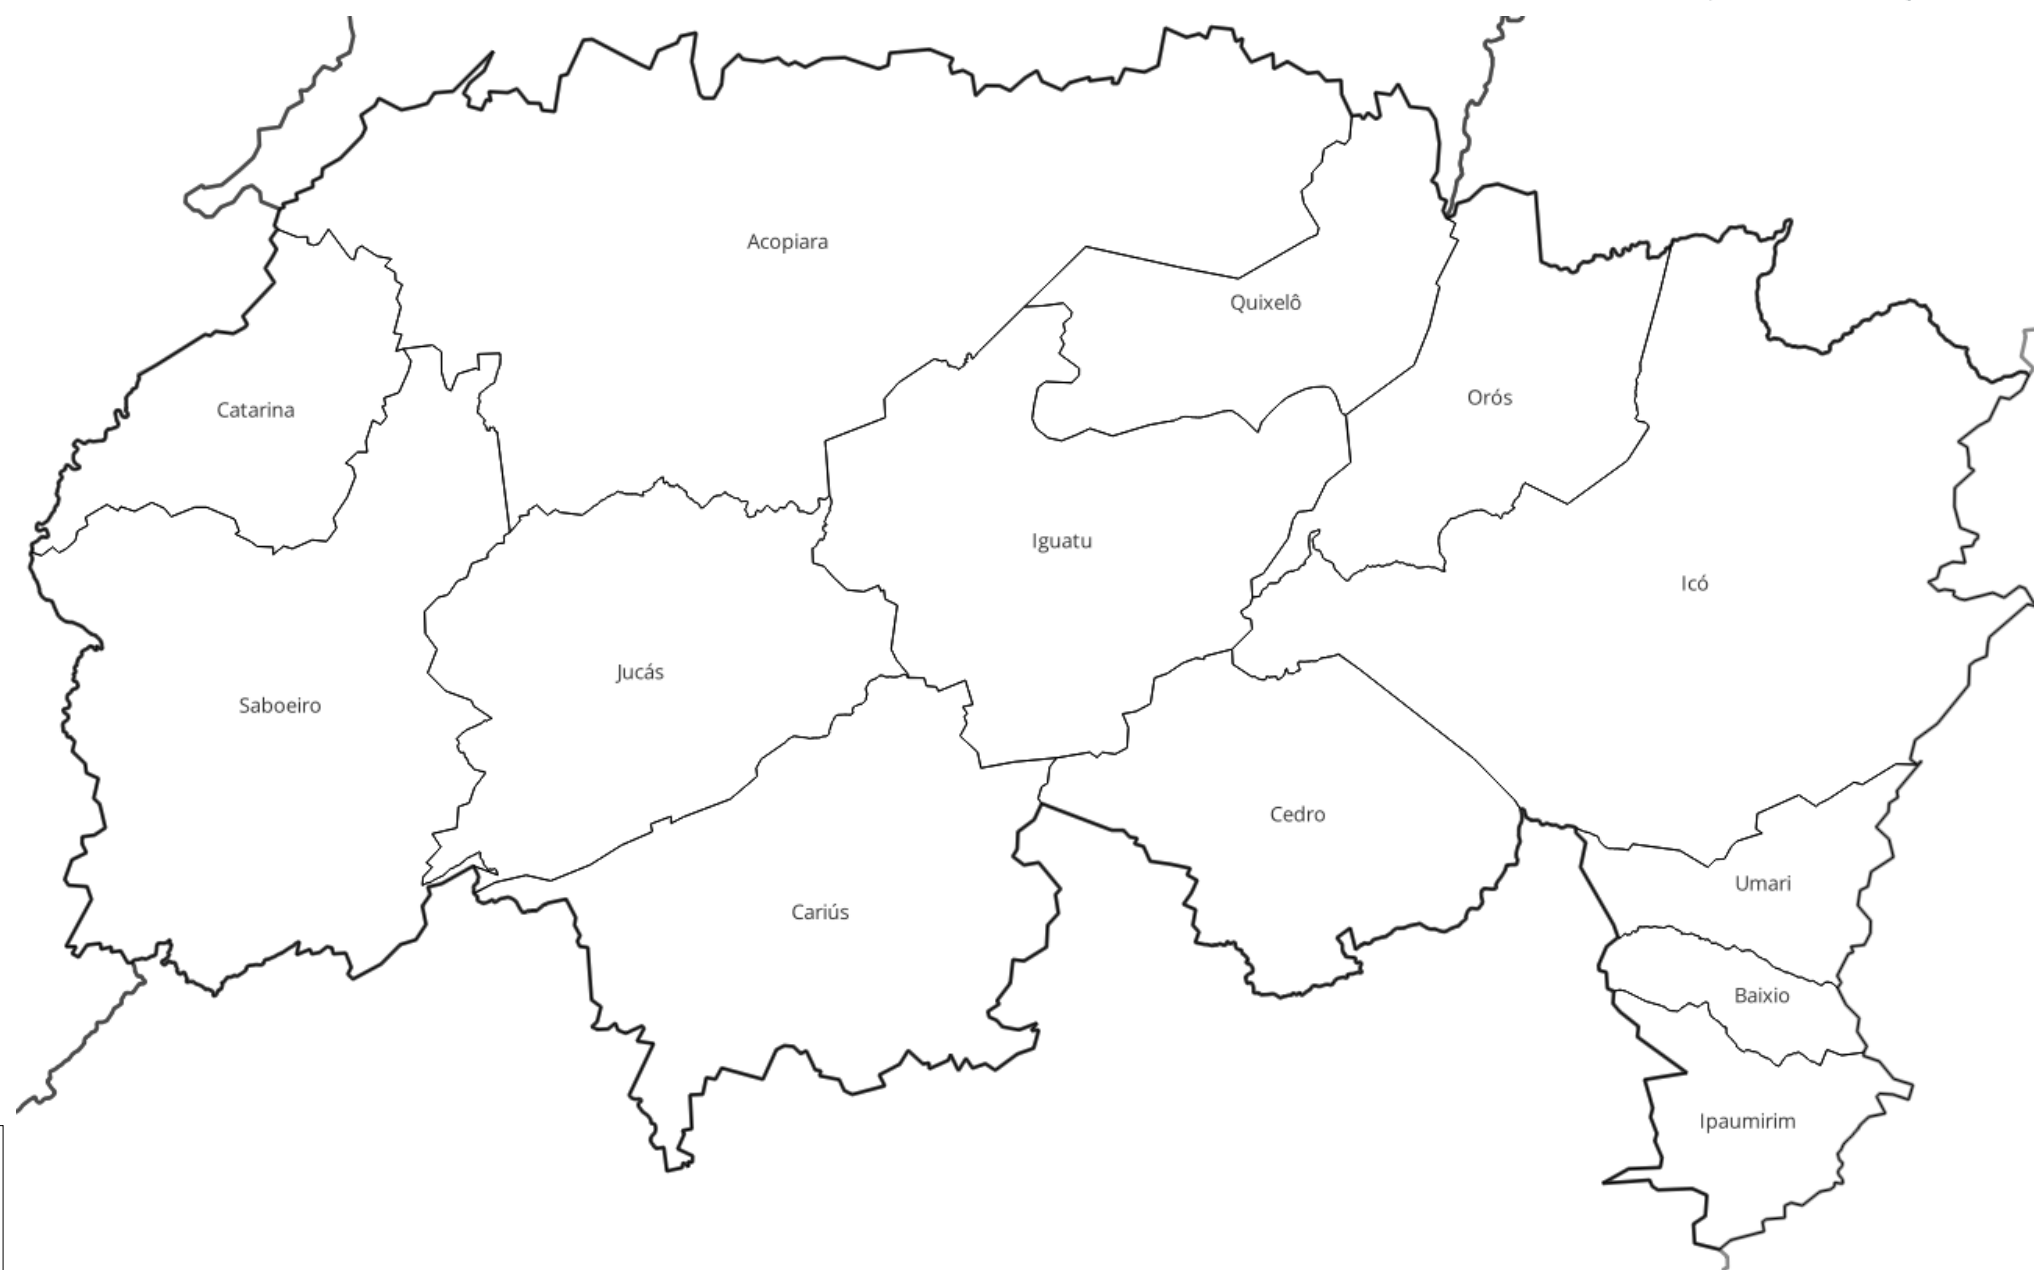 Acopiara
Quixelô
Orós
Catarina
Iguatu
Icó
Jucás
Saboeiro
Cedro
Umari
Cariús
Baixio
Ipaumirim